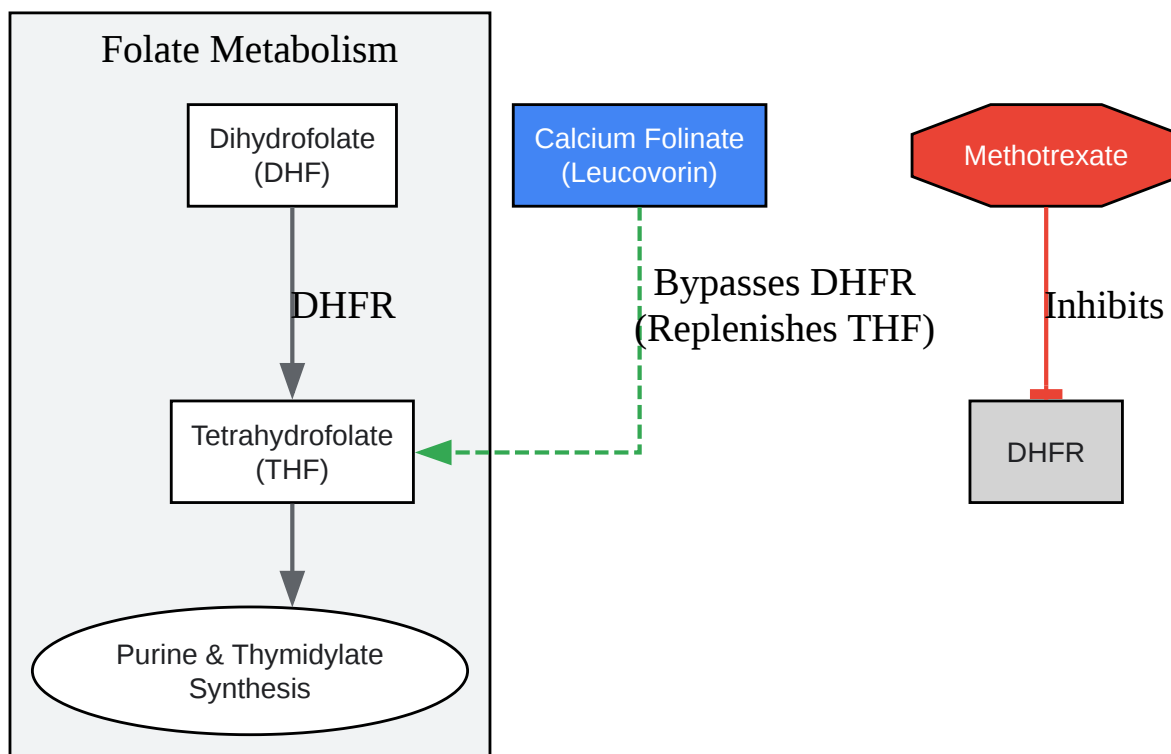 Folate Metabolism
Dihydrofolate
(DHF)
Calcium Folinate
(Leucovorin)
Methotrexate
DHFR
Bypasses DHFR
(Replenishes THF)
Inhibits
Tetrahydrofolate
(THF)
DHFR
Purine & Thymidylate
Synthesis